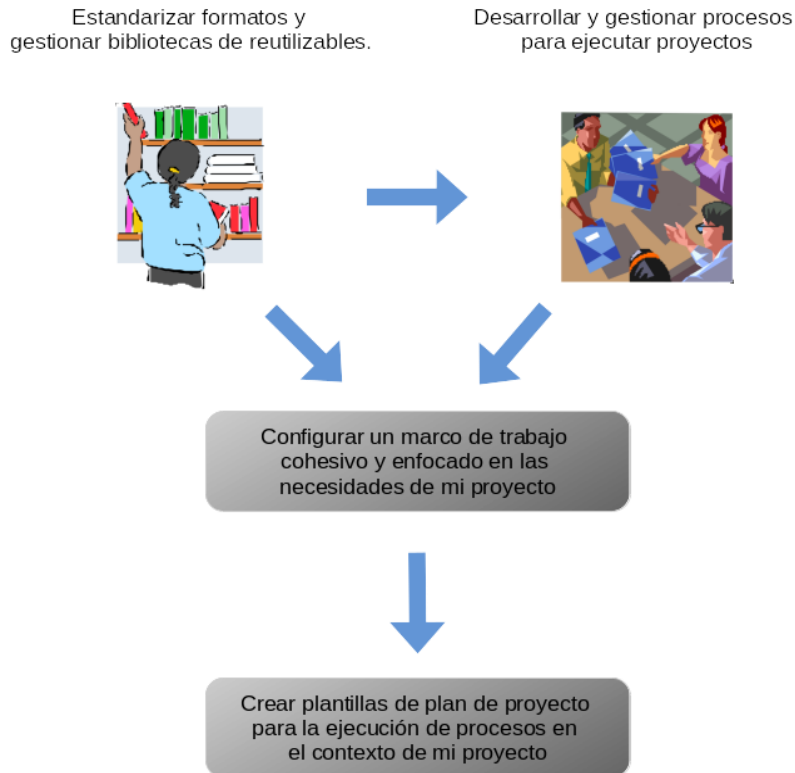 Estandarizar formatos y
gestionar bibliotecas de reutilizables.
Desarrollar y gestionar procesos
para ejecutar proyectos
Configurar un marco de trabajo
cohesivo y enfocado en las
necesidades de mi proyecto
Crear plantillas de plan de proyecto
para la ejecución de procesos en
el contexto de mi proyecto